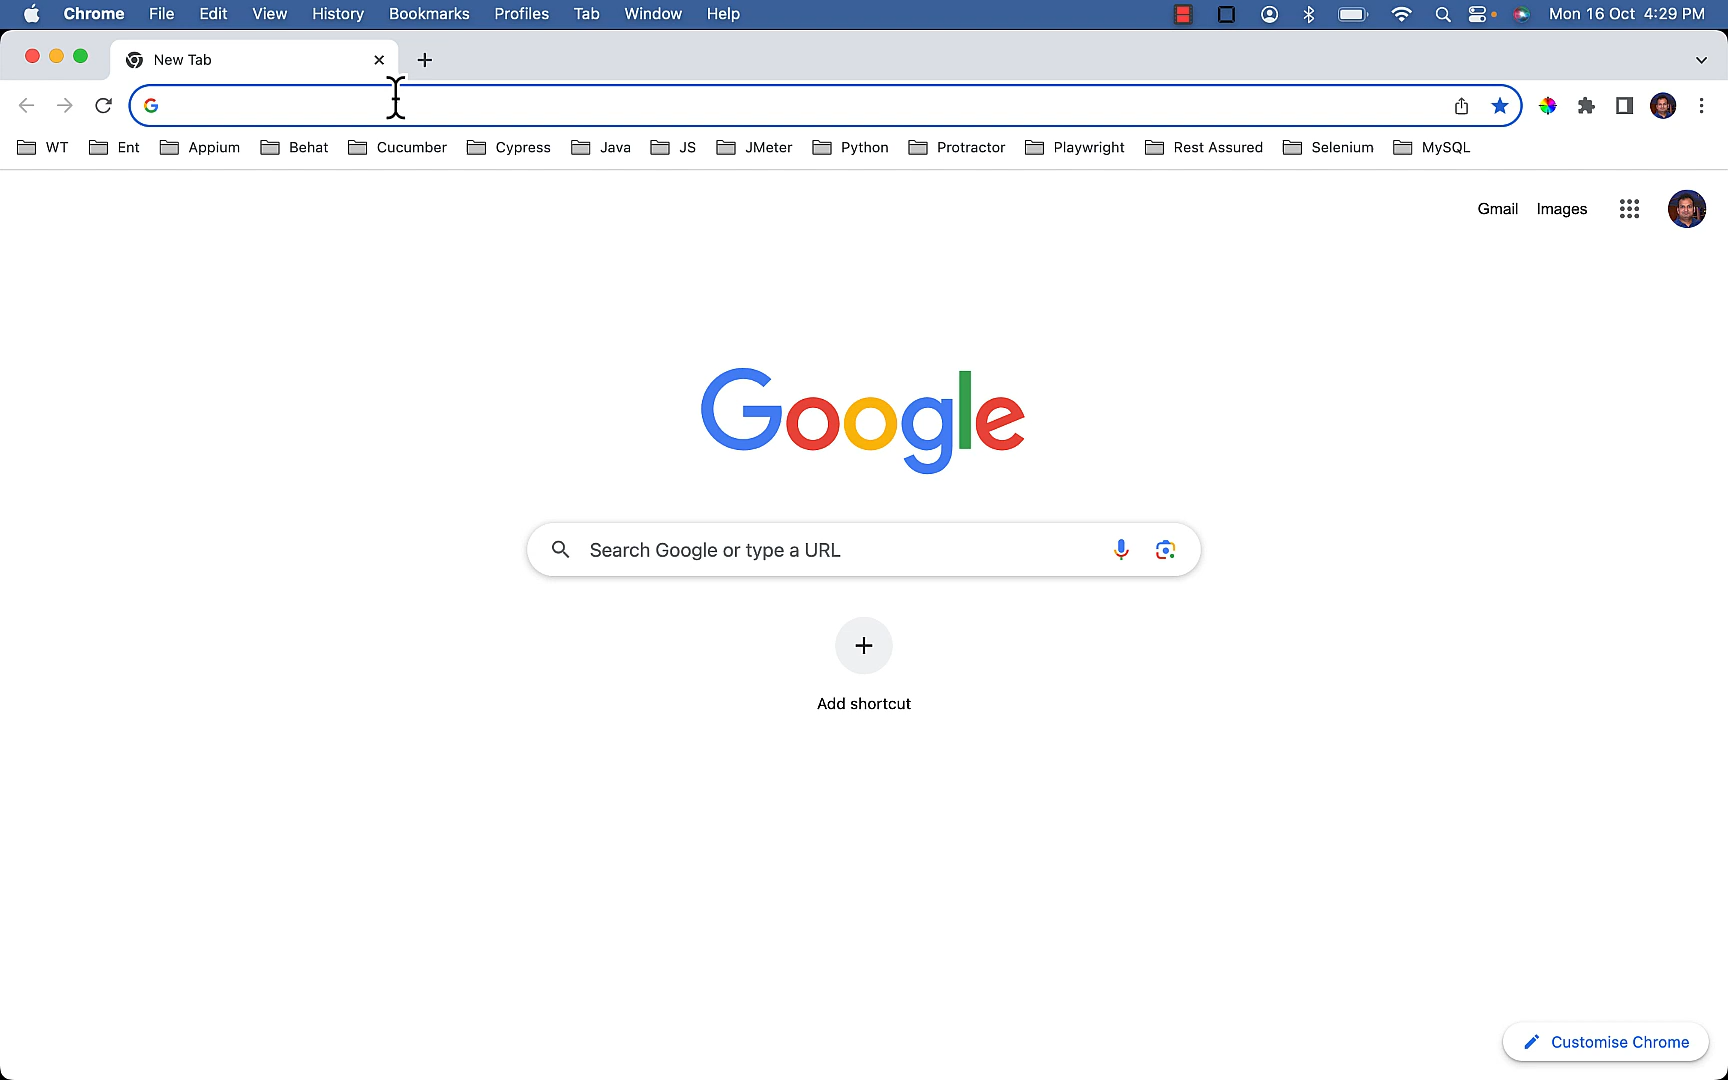 Chrome File Edit View History Bookmarks Profiles Tab Window Help Mon 16 Oct 4:29 PM
New Tab
WT Ent Appium Behat Cucumber Cypress Java JS JMeter Python Protractor Playwright Rest Assured Selenium MySQL
Gmail Images
Google
Search Google or type a URL
Add shortcut
Customise Chrome